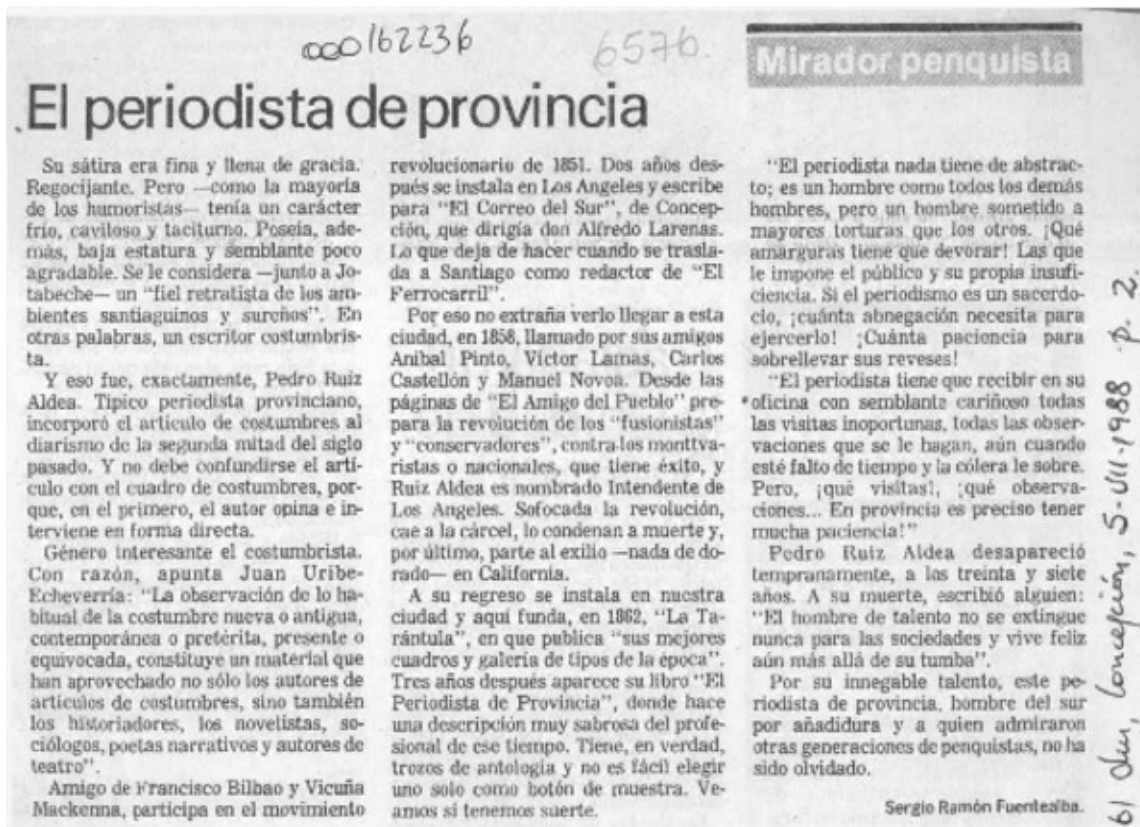 000162236
6576.
Mirador penquista
El periodista de provincia
Su sátira era fina y llena de gracia.
Regocijante. Pero —como la mayoría
de los humoristas— tenía un carácter
frío, caviloso y taciturno. Poseía, ade-
más, baja estatura y semblante poco
agradable. Se le considera —junto a Jo-
tabeche— un "fiel retratista de los am-
bientes santiaguinos y sureños". En
otras palabras, un escritor costumbris-
ta.
Y eso fue, exactamente, Pedro Ruiz
Aldea. Típico periodista provinciano,
incorporó el artículo de costumbres al
diarismo de la segunda mitad del siglo
pasado. Y no debe confundirse el artí-
culo con el cuadro de costumbres, por-
que, en el primero, el autor opina e in-
terviene en forma directa.
Género interesante el costumbrista.
Con razón, apunta Juan Uribe-
Echeverría: "La observación de lo ha-
bitual de la costumbre nueva o antigua,
contemporánea o pretérita, presente o
equivocada, constituye un material que
han aprovechado no sólo los autores de
artículos de costumbres, sino también
los historiadores, los novelistas, so-
ciólogos, poetas narrativos y autores de
teatro".
Amigo de Francisco Bilbao y Vicuña
Mackenna, participa en el movimiento
revolucionario de 1851. Dos años des-
pués se instala en Los Angeles y escribe
para "El Correo del Sur", de Concep-
ción, que dirigía don Alfredo Larenas.
Lo que deja de hacer cuando se trasla-
da a Santiago como redactor de "El
Ferrocarril".
Por eso no extraña verlo llegar a esta
ciudad, en 1858, llamado por sus amigos
Aníbal Pinto, Víctor Lamas, Carlos
Castellón y Manuel Novoa. Desde las
páginas de "El Amigo del Pueblo" pre-
para la revolución de los "fusionistas"
y "conservadores", contra los monttva-
ristas o nacionales, que tiene éxito, y
Ruiz Aldea es nombrado Intendente de
Los Angeles. Sofocada la revolución,
cae a la cárcel, lo condenan a muerte y,
por último, parte al exilio —nada de do-
rado— en California.
A su regreso se instala en nuestra
ciudad y aquí funda, en 1862, "La Ta-
rántula", en que publica "sus mejores
cuadros y galería de tipos de la época".
Tres años después aparece su libro "El
Periodista de Provincia", donde hace
una descripción muy sabrosa del profe-
sional de ese tiempo. Tiene, en verdad,
trozos de antología y no es fácil elegir
uno solo como botón de muestra. Ve-
amos si tenemos suerte.
"El periodista nada tiene de abstrac-
to; es un hombre como todos los demás
hombres, pero un hombre sometido a
mayores torturas que los otros. ¡Qué
amarguras tiene que devorar! Las que
le impone el público y su propia insufi-
ciencia. Si el periodismo es un sacerdo-
cio, ¡cuánta abnegación necesita para
ejercerlo! ¡Cuánta paciencia para
sobrellevar sus reveses!
"El periodista tiene que recibir en su
oficina con semblante cariñoso todas
las visitas inoportunas, todas las obser-
vaciones que se le hagan, aún cuando
esté falto de tiempo y la cólera le sobre.
Pero, ¡qué visitas!, ¡qué observa-
ciones... En provincia es preciso tener
mucha paciencia!"
Pedro Ruiz Aldea desapareció
tempranamente, a los treinta y siete
años. A su muerte, escribió alguien:
"El hombre de talento no se extingue
nunca para las sociedades y vive feliz
aún más allá de su tumba".
Por su innegable talento, este pe-
riodista de provincia, hombre del sur
por añadidura y a quien admiraron
otras generaciones de penquistas, no ha
sido olvidado.
Sergio Ramón Fuentealba.
Concepción, 5-VIII-1988 p. 2.